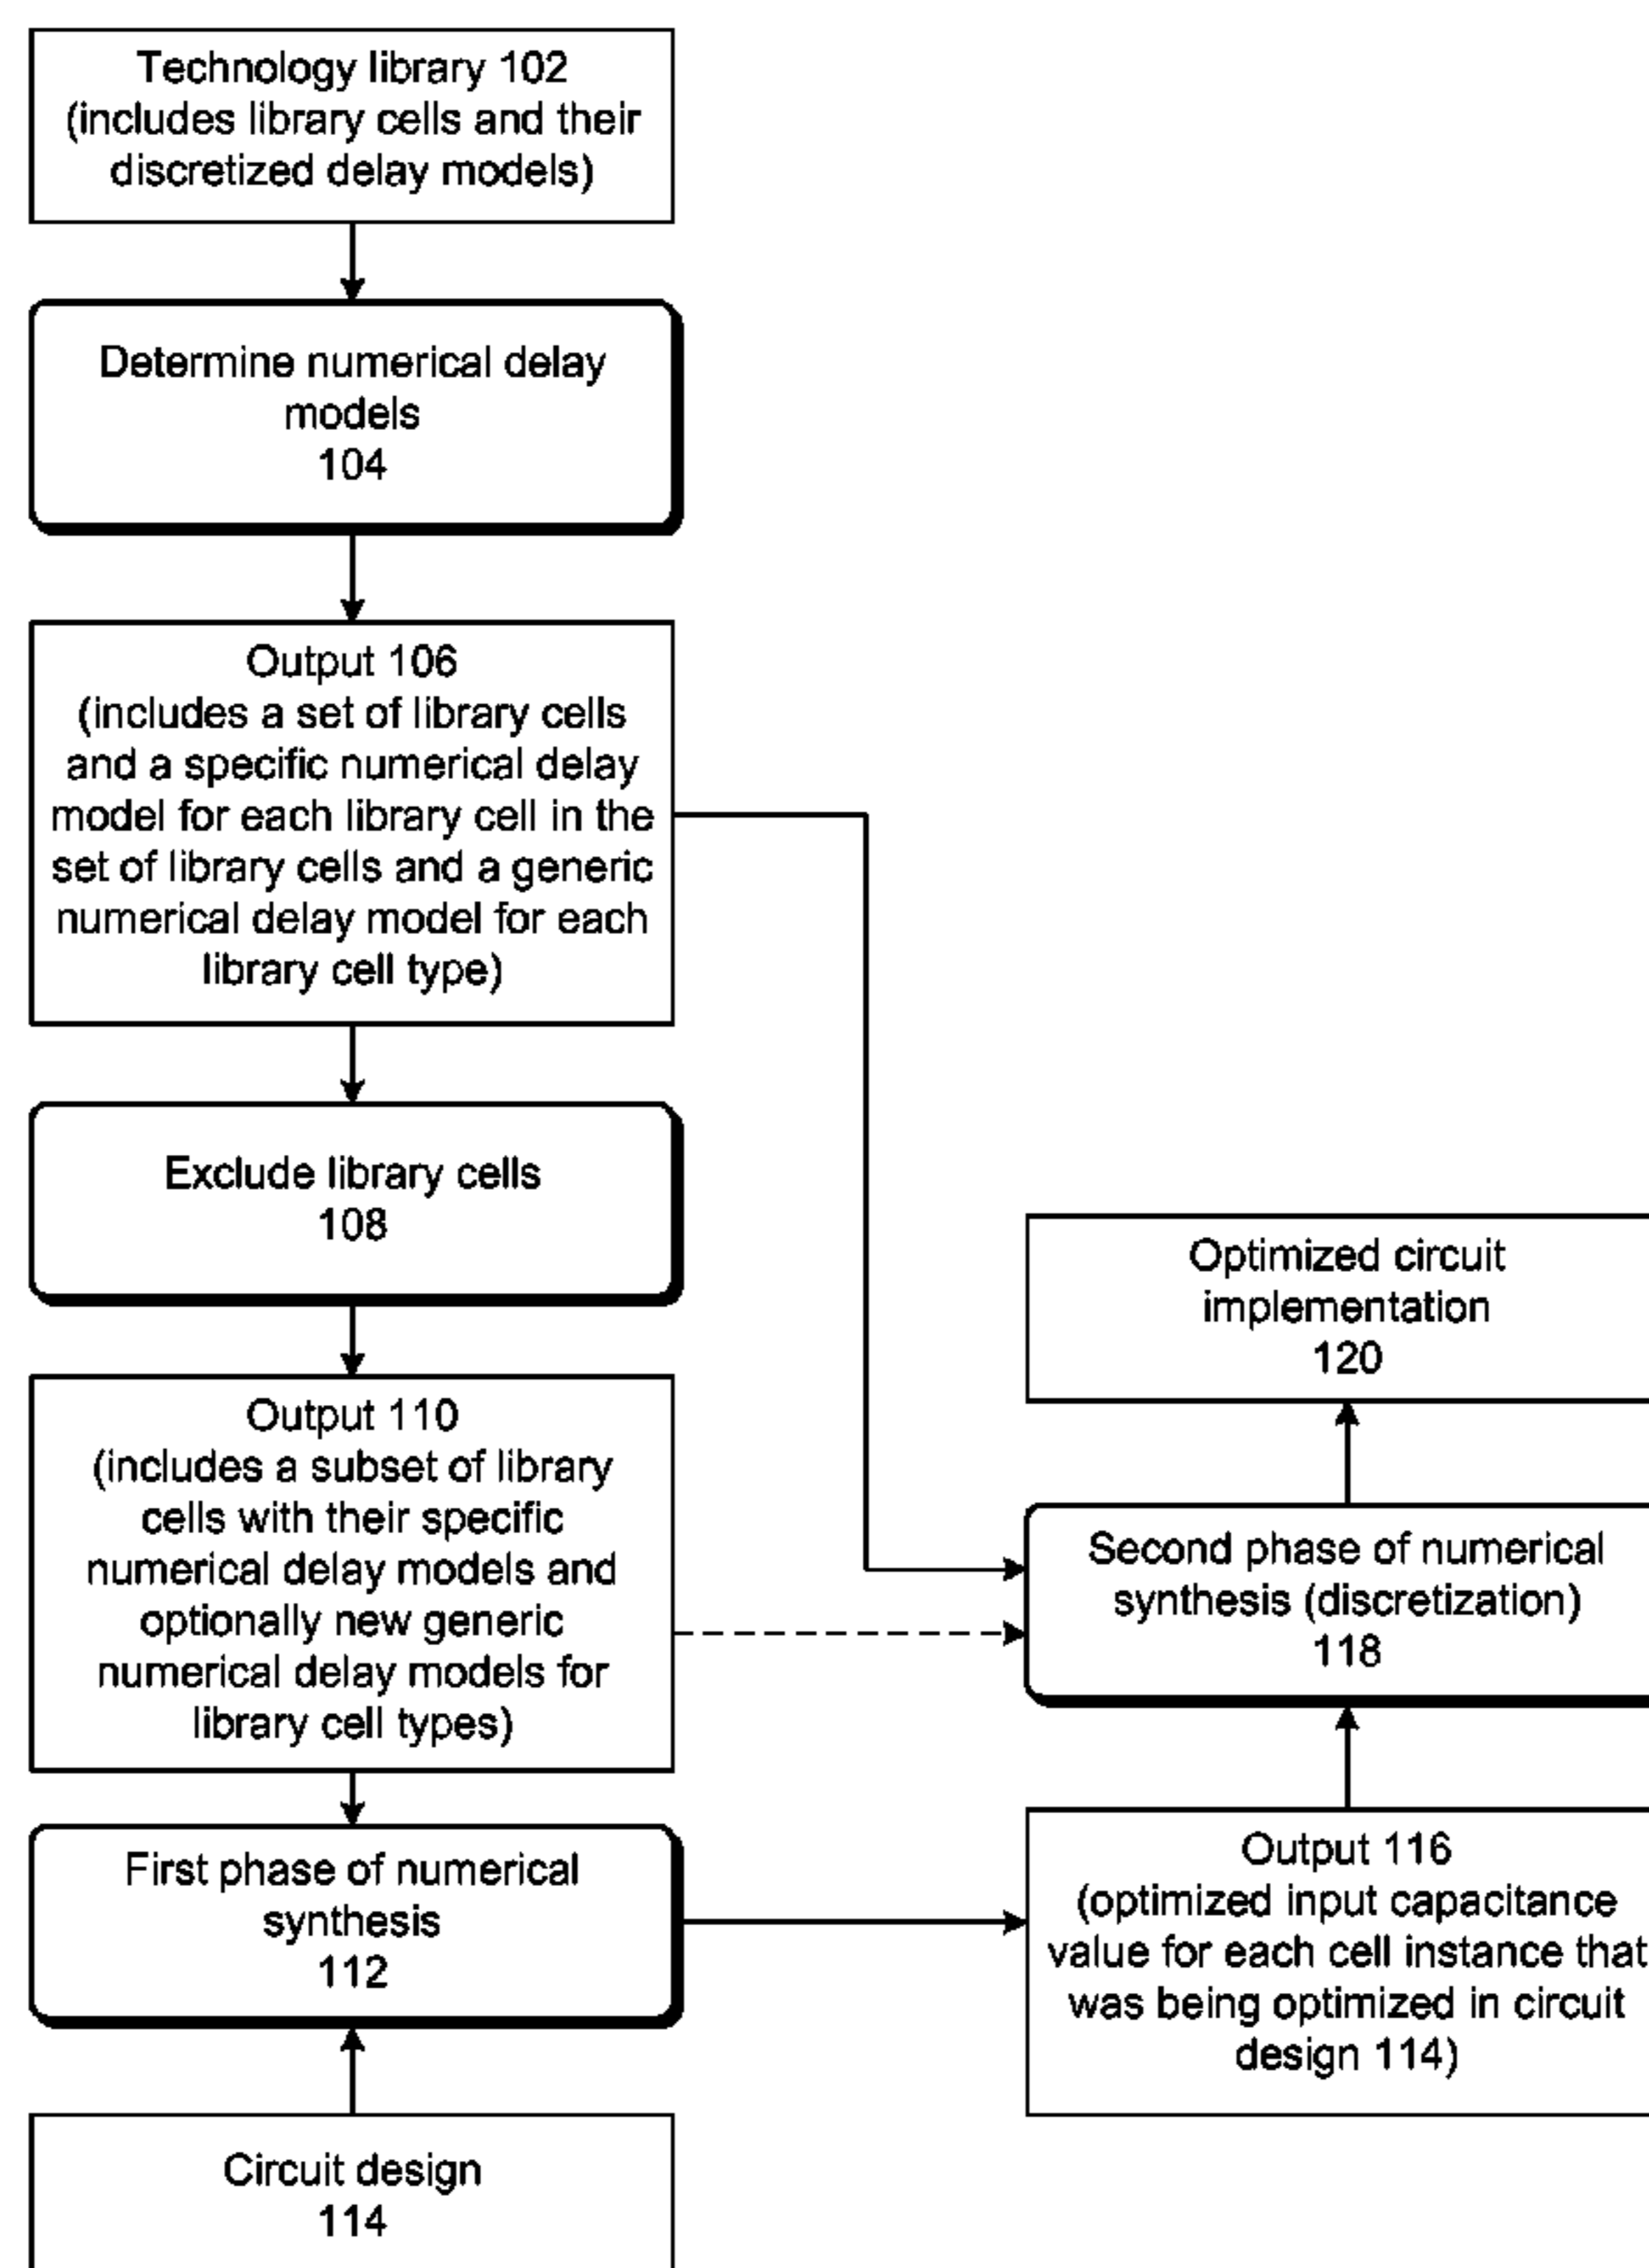 Technology library 102
(includes library cells and their
discretized delay models)
Determine numerical delay
models
104
Output 106
(includes a set of library cells
and a specific numerical delay
model for each library cell in the
set of library cells and a generic
numerical delay model for each
library cell type)
Exclude library cells
108
Output 110
(includes a subset of library
cells with their specific
numerical delay models and
optionally new generic
numerical delay models for
library cell types)
First phase of numerical
synthesis
112
Circuit design
114
Optimized circuit
implementation
120
Second phase of numerical
synthesis (discretization)
118
Output 116
(optimized input capacitance
value for each cell instance that
was being optimized in circuit
design 114)